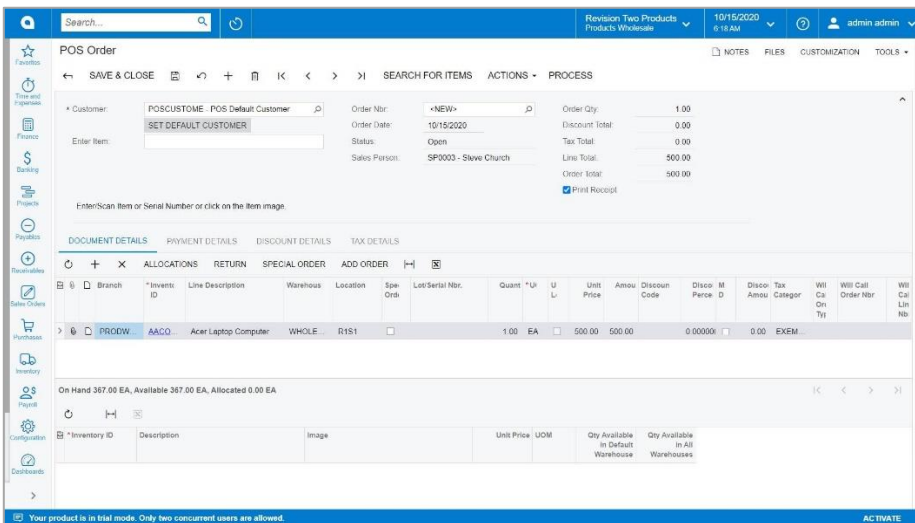 Search...
Revision Two Products
Products Wholesale
10/15/2020
6:18 AM
admin admin
Favorites
Time and Expenses
Finance
Banking
Projects
Payables
Receivables
Sales Orders
Purchases
Inventory
Payroll
Configuration
Dashboards
POS Order
NOTES FILES CUSTOMIZATION TOOLS
SAVE & CLOSE SEARCH FOR ITEMS ACTIONS PROCESS
* Customer: POSCUSTOME - POS Default Customer Order Nbr: <NEW> Order Qty: 1.00
SET DEFAULT CUSTOMER Order Date: 10/15/2020 Discount Total: 0.00
Enter Item: Status: Open Tax Total: 0.00
Sales Person: SP0003 - Steve Church Line Total: 500.00
Order Total: 500.00
Print Receipt
Enter/Scan Item or Serial Number or click on the Item image.
DOCUMENT DETAILS PAYMENT DETAILS DISCOUNT DETAILS TAX DETAILS
ALLOCATIONS RETURN SPECIAL ORDER ADD ORDER
Branch *Invent ID Line Description Warehous Location Spe Ord Lot/Serial Nbr. Quant Unit Price Amou Discoun Code Disco Perce M D Disco Amou Tax Categor Will Call Order Nbr
PRODW... AACO... Acer Laptop Computer WHOLE... R1S1 1.00 EA 500.00 500.00 0.00 EXEM...
On Hand 367.00 EA, Available 367.00 EA, Allocated 0.00 EA
*Inventory ID Description Image Unit Price UOM Qty Available in Default Warehouse Qty Available in All Warehouses
Your product is in trial mode. Only two concurrent users are allowed. ACTIVATE